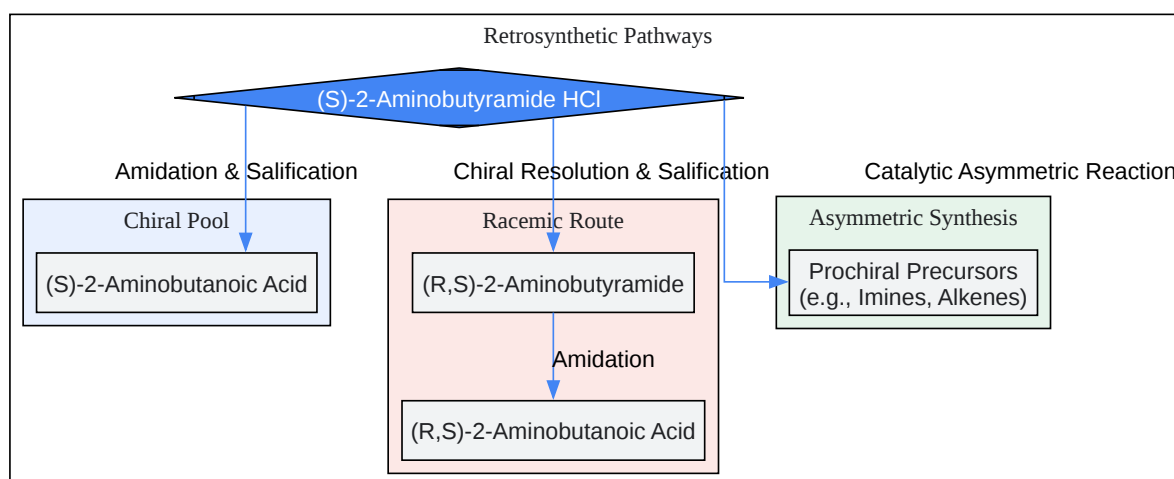 Retrosynthetic Pathways
(S)-2-Aminobutyramide HCl
Amidation & Salification
Chiral Resolution & Salification
Catalytic Asymmetric Reaction
Chiral Pool
(S)-2-Aminobutanoic Acid
Racemic Route
(R,S)-2-Aminobutyramide
Amidation
(R,S)-2-Aminobutanoic Acid
Asymmetric Synthesis
Prochiral Precursors
(e.g., Imines, Alkenes)